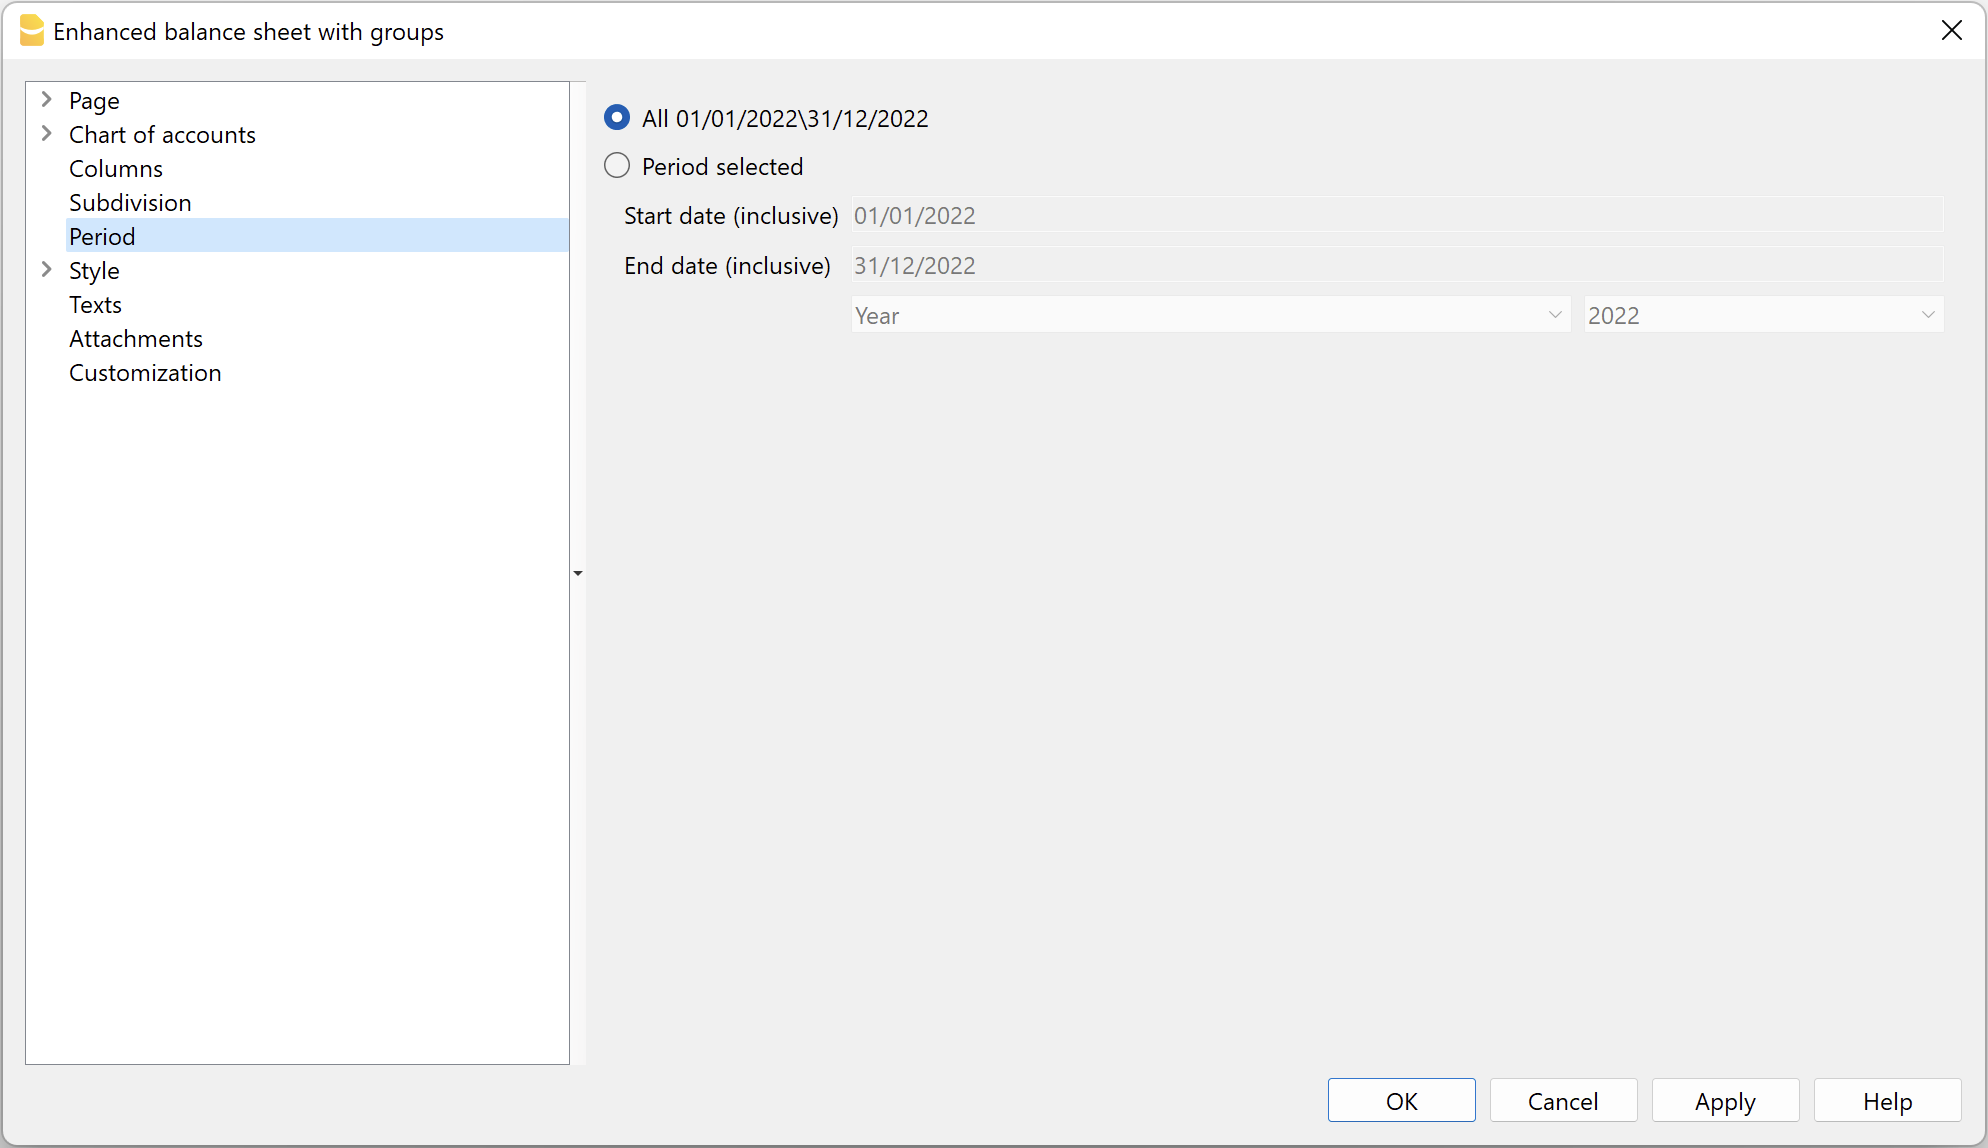 Enhanced balance sheet with groups
Page
Chart of accounts
Columns
Subdivision
Period
Style
Texts
Attachments
Customization
All 01/01/2022\31/12/2022
Period selected
Start date (inclusive) 01/01/2022
End date (inclusive) 31/12/2022
Year 2022
OK Cancel Apply Help